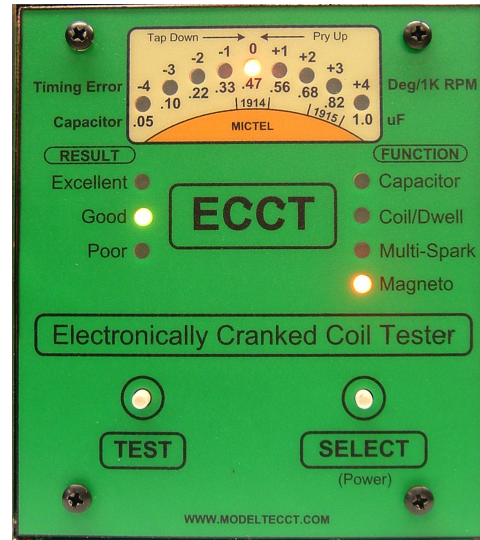 Tap Down → ← Pry Up
-4 -3 -2 -1 0 +1 +2 +3 +4
Timing Error Deg/1K RPM
.05 .10 .22 .33 .47 .56 .68 .82 1.0
Capacitor uF
1914 1915
MICTEL
RESULT
Excellent
Good
Poor
ECCT
FUNCTION
Capacitor
Coil/Dwell
Multi-Spark
Magneto
Electronically Cranked Coil Tester
TEST
SELECT
(Power)
WWW.MODELTECCT.COM